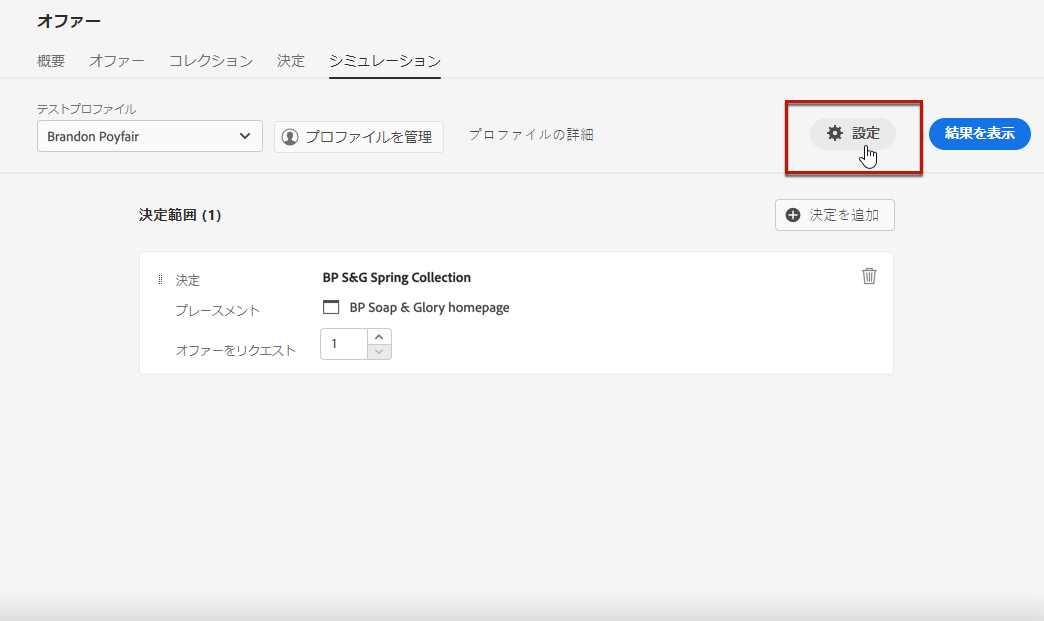 オファー
概要 オファー コレクション 決定 シミュレーション
テストプロファイル
Brandon Poyfair プロファイルを管理 プロファイルの詳細 設定 結果を表示
決定範囲 (1) 決定を追加
決定 BP S&G Spring Collection
プレースメント BP Soap & Glory homepage
オファーをリクエスト 1